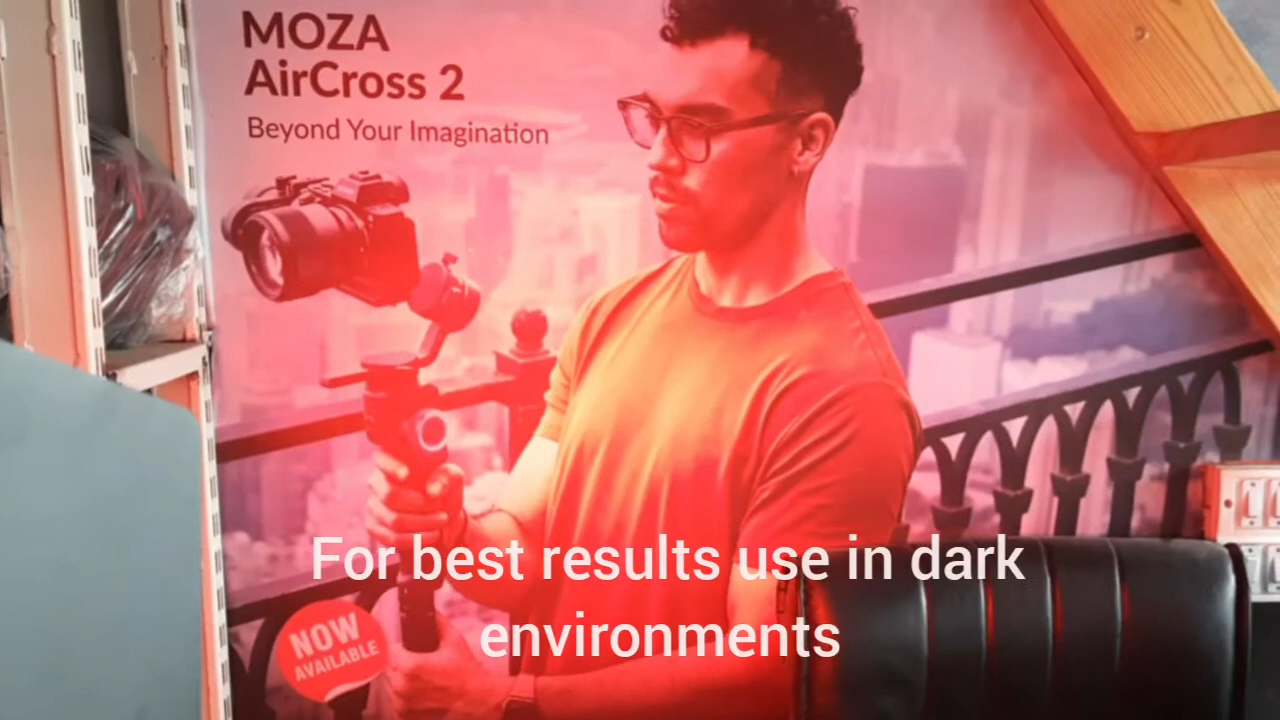 MOZA
AirCross 2
Beyond Your Imagination
For best results use in dark
environments
NOW
AVAILABLE